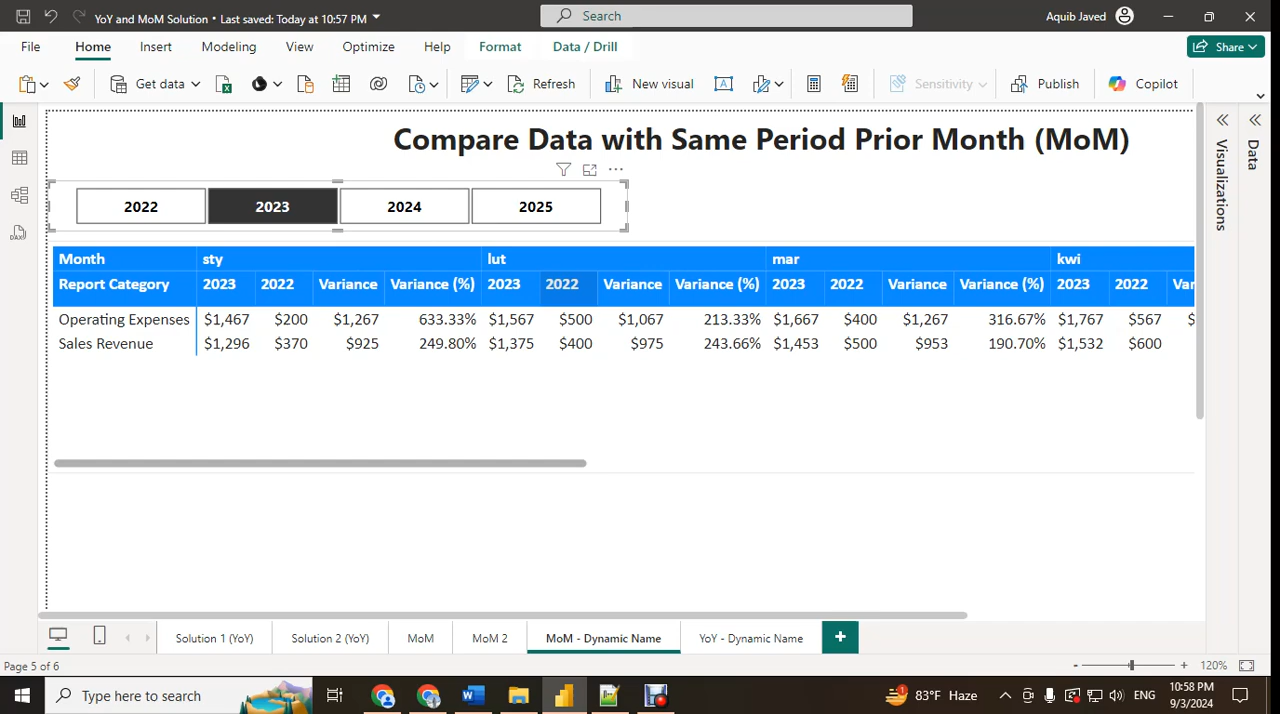 YoY and MoM Solution • Last saved: Today at 10:57 PM
Search
Aquib Javed
File Home Insert Modeling View Optimize Help Format Data / Drill
Share
Get data Refresh New visual Sensitivity Publish Copilot
Compare Data with Same Period Prior Month (MoM)
2022 2023 2024 2025
Month sty lut mar kwi
Report Category 2023 2022 Variance Variance (%) 2023 2022 Variance Variance (%) 2023 2022 Variance Variance (%) 2023 2022 Var
Operating Expenses $1,467 $200 $1,267 633.33% $1,567 $500 $1,067 213.33% $1,667 $400 $1,267 316.67% $1,767 $567 $
Sales Revenue $1,296 $370 $925 249.80% $1,375 $400 $975 243.66% $1,453 $500 $953 190.70% $1,532 $600
Visualizations
Data
Solution 1 (YoY) Solution 2 (YoY) MoM MoM 2 MoM - Dynamic Name YoY - Dynamic Name
Page 5 of 6
120%
Type here to search
83°F Haze
ENG
10:58 PM
9/3/2024